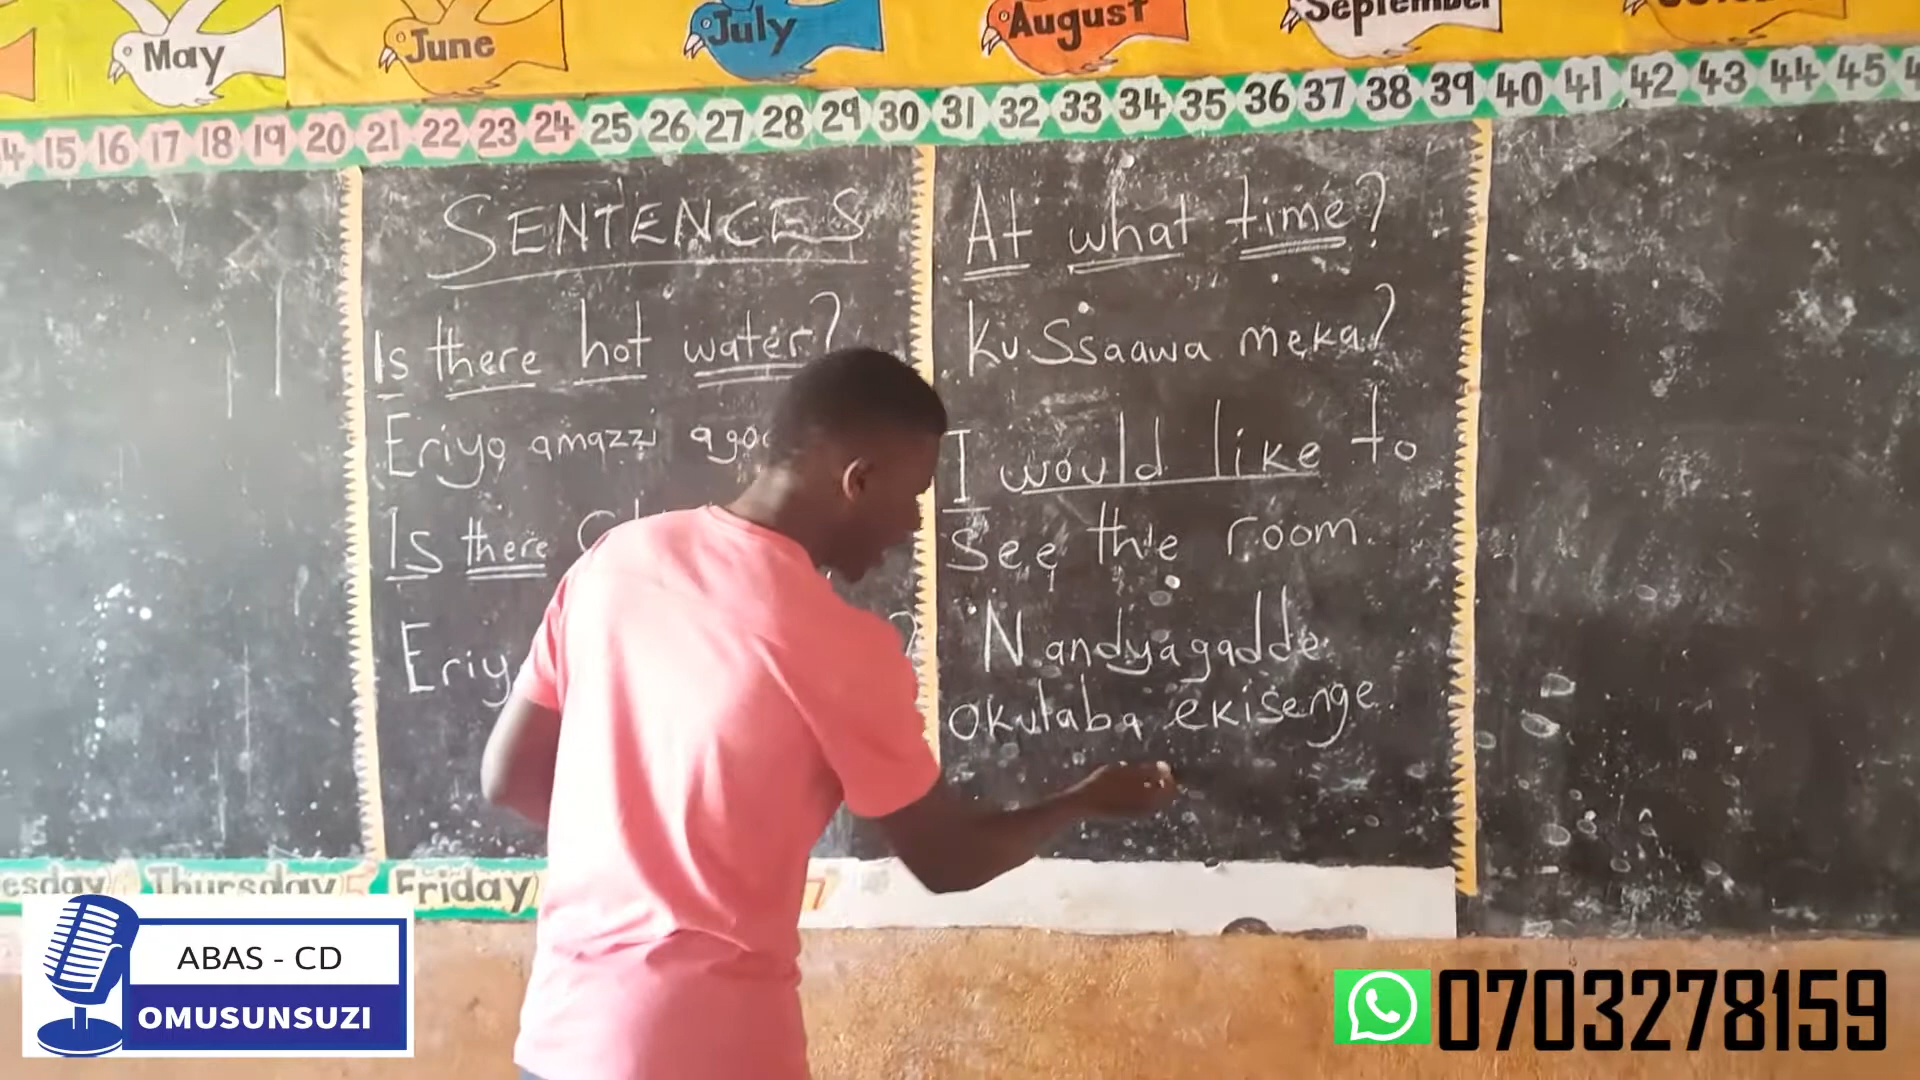 May June July August September
15 16 17 18 19 20 21 22 23 24 25 26 27 28 29 30 31 32 33 34 35 36 37 38 39 40 41 42 43 44 45
SENTENCES
Is there hot water?
Eriyo amazzi
Is there
At what time?
Ku Ssaawa meka?
I would like to
See the room.
Nandyagadde
Okulaba ekisenge.
Thursday Friday
ABAS - CD
OMUSUNSUZI
0703278159